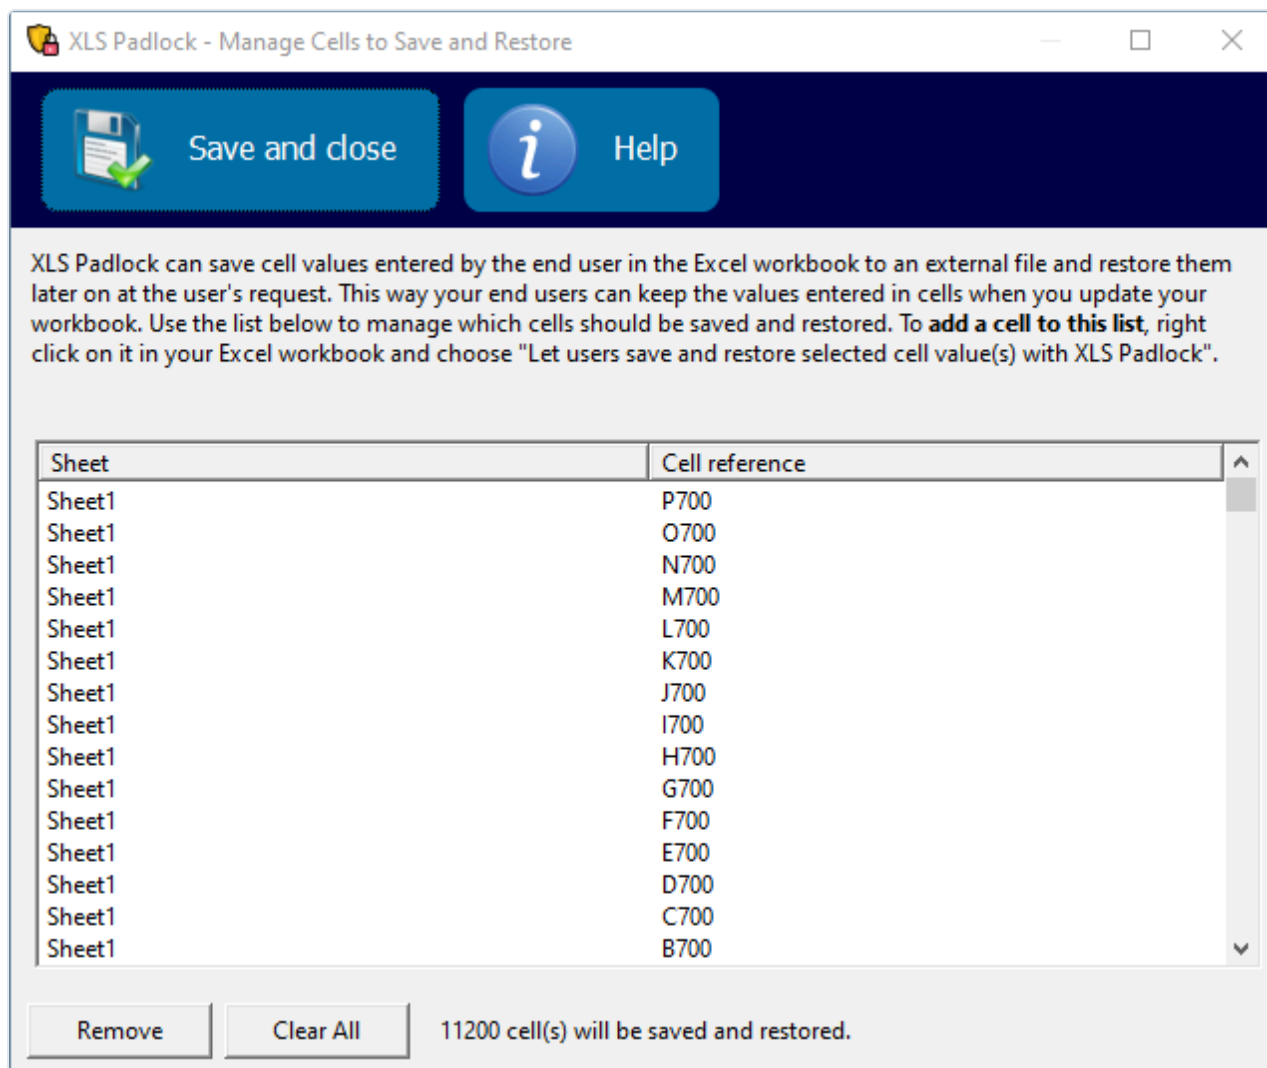 XLS Padlock - Manage Cells to Save and Restore
Save and close
Help
XLS Padlock can save cell values entered by the end user in the Excel workbook to an external file and restore them
later on at the user's request. This way your end users can keep the values entered in cells when you update your
workbook. Use the list below to manage which cells should be saved and restored. To add a cell to this list, right
click on it in your Excel workbook and choose "Let users save and restore selected cell value(s) with XLS Padlock".
Sheet Cell reference
Sheet1 P700
Sheet1 O700
Sheet1 N700
Sheet1 M700
Sheet1 L700
Sheet1 K700
Sheet1 J700
Sheet1 I700
Sheet1 H700
Sheet1 G700
Sheet1 F700
Sheet1 E700
Sheet1 D700
Sheet1 C700
Sheet1 B700
Remove Clear All 11200 cell(s) will be saved and restored.